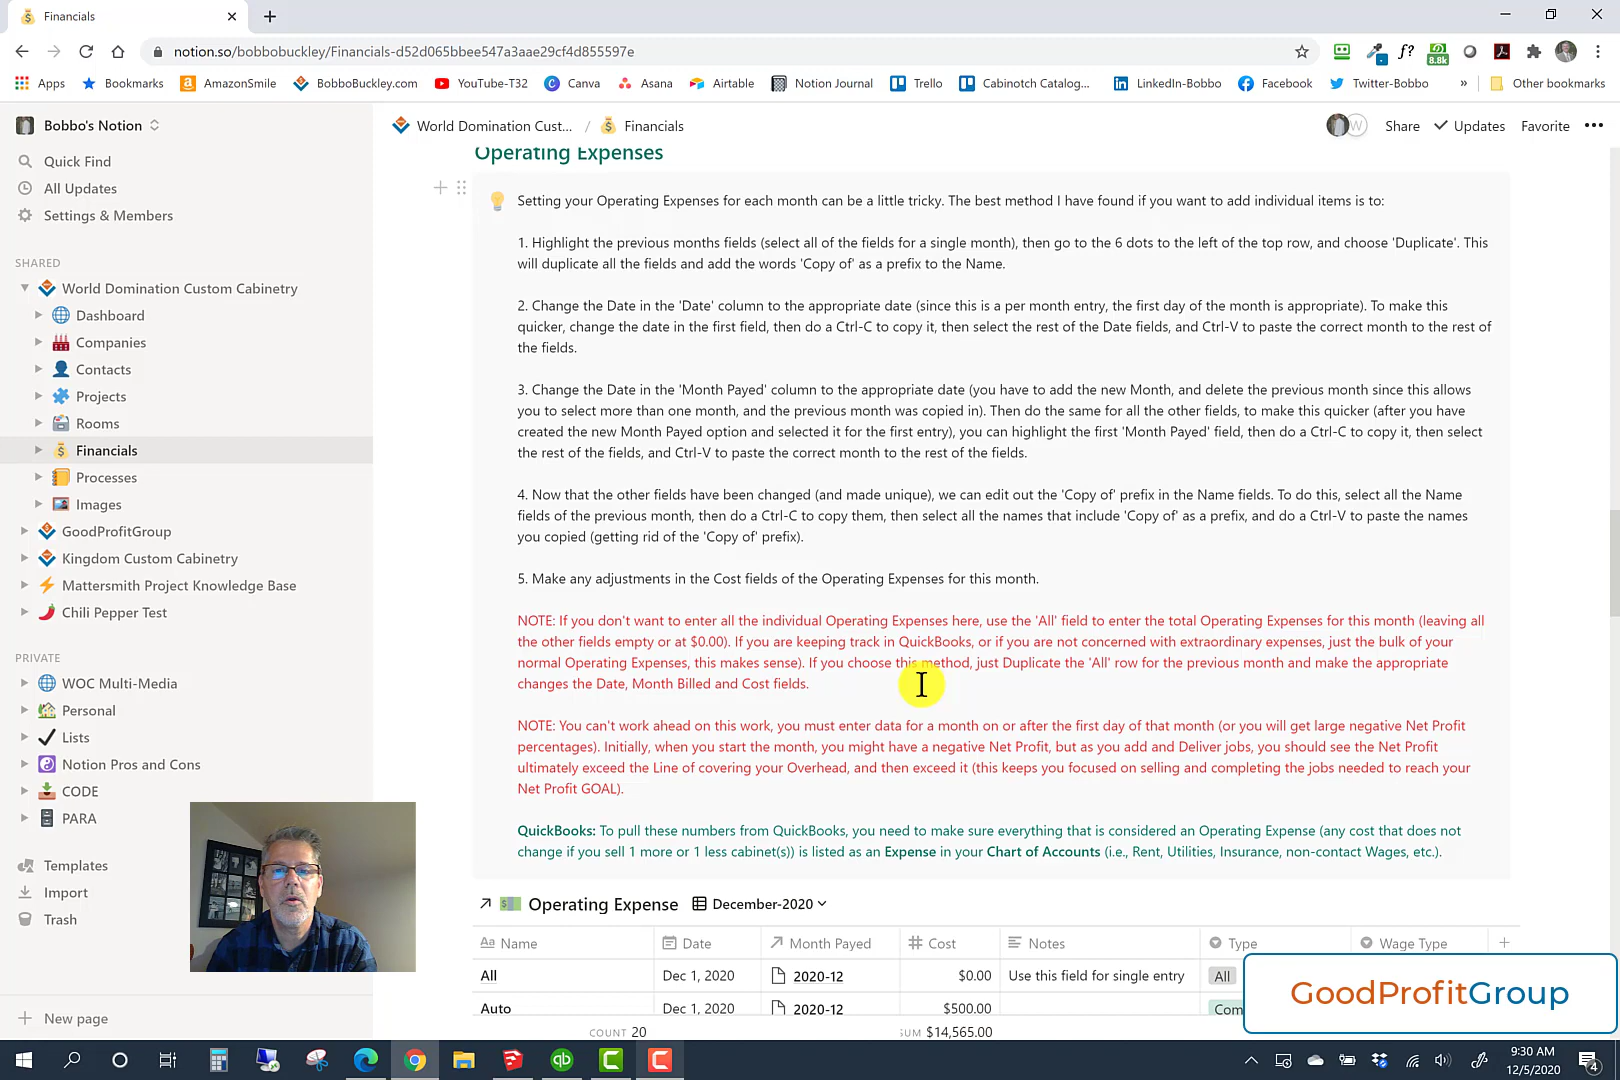 Financials
notion.so/bobbobuckley/Financials-d52d065bbee547a3aae29cf4d855597e
f?
8.8k
Apps
Bookmarks
AmazonSmile
BobboBuckley.com
YouTube-T32
Canva
Asana
Airtable
Notion Journal
Trello
Cabinotch Catalog...
LinkedIn-Bobbo
Facebook
Twitter-Bobbo
»
Other bookmarks
Bobbo's Notion
Quick Find
All Updates
Settings & Members
SHARED
World Domination Custom Cabinetry
Dashboard
Companies
Contacts
Projects
Rooms
Financials
Processes
Images
GoodProfitGroup
Kingdom Custom Cabinetry
Mattersmith Project Knowledge Base
Chili Pepper Test
PRIVATE
WOC Multi-Media
Personal
Lists
Notion Pros and Cons
CODE
PARA
Templates
Import
Trash
New page
World Domination Cust... / Financials
W
Share
Updates
Favorite
Operating Expenses
Setting your Operating Expenses for each month can be a little tricky. The best method I have found if you want to add individual items is to:
1. Highlight the previous months fields (select all of the fields for a single month), then go to the 6 dots to the left of the top row, and choose 'Duplicate'. This
will duplicate all the fields and add the words 'Copy of' as a prefix to the Name.
2. Change the Date in the 'Date' column to the appropriate date (since this is a per month entry, the first day of the month is appropriate). To make this
quicker, change the date in the first field, then do a Ctrl-C to copy it, then select the rest of the Date fields, and Ctrl-V to paste the correct month to the rest of
the fields.
3. Change the Date in the 'Month Payed' column to the appropriate date (you have to add the new Month, and delete the previous month since this allows
you to select more than one month, and the previous month was copied in). Then do the same for all the other fields, to make this quicker (after you have
created the new Month Payed option and selected it for the first entry), you can highlight the first 'Month Payed' field, then do a Ctrl-C to copy it, then select
the rest of the fields, and Ctrl-V to paste the correct month to the rest of the fields.
4. Now that the other fields have been changed (and made unique), we can edit out the 'Copy of' prefix in the Name fields. To do this, select all the Name
fields of the previous month, then do a Ctrl-C to copy them, then select all the names that include 'Copy of' as a prefix, and do a Ctrl-V to paste the names
you copied (getting rid of the 'Copy of' prefix).
5. Make any adjustments in the Cost fields of the Operating Expenses for this month.
NOTE: If you don't want to enter all the individual Operating Expenses here, use the 'All' field to enter the total Operating Expenses for this month (leaving all
the other fields empty or at $0.00). If you are keeping track in QuickBooks, or if you are not concerned with extraordinary expenses, just the bulk of your
normal Operating Expenses, this makes sense). If you choose this method, just Duplicate the 'All' row for the previous month and make the appropriate
changes the Date, Month Billed and Cost fields.
NOTE: You can't work ahead on this work, you must enter data for a month on or after the first day of that month (or you will get large negative Net Profit
percentages). Initially, when you start the month, you might have a negative Net Profit, but as you add and Deliver jobs, you should see the Net Profit
ultimately exceed the Line of covering your Overhead, and then exceed it (this keeps you focused on selling and completing the jobs needed to reach your
Net Profit GOAL).
QuickBooks: To pull these numbers from QuickBooks, you need to make sure everything that is considered an Operating Expense (any cost that does not
change if you sell 1 more or 1 less cabinet(s)) is listed as an Expense in your Chart of Accounts (i.e., Rent, Utilities, Insurance, non-contact Wages, etc.).
Operating Expense December-2020
Aa Name Date Month Payed Cost Notes Type Wage Type
All Dec 1, 2020 2020-12 $0.00 Use this field for single entry All
Auto Dec 1, 2020 2020-12 $500.00 Com
COUNT 20 SUM $14,565.00
GoodProfitGroup
9:30 AM
12/5/2020
4